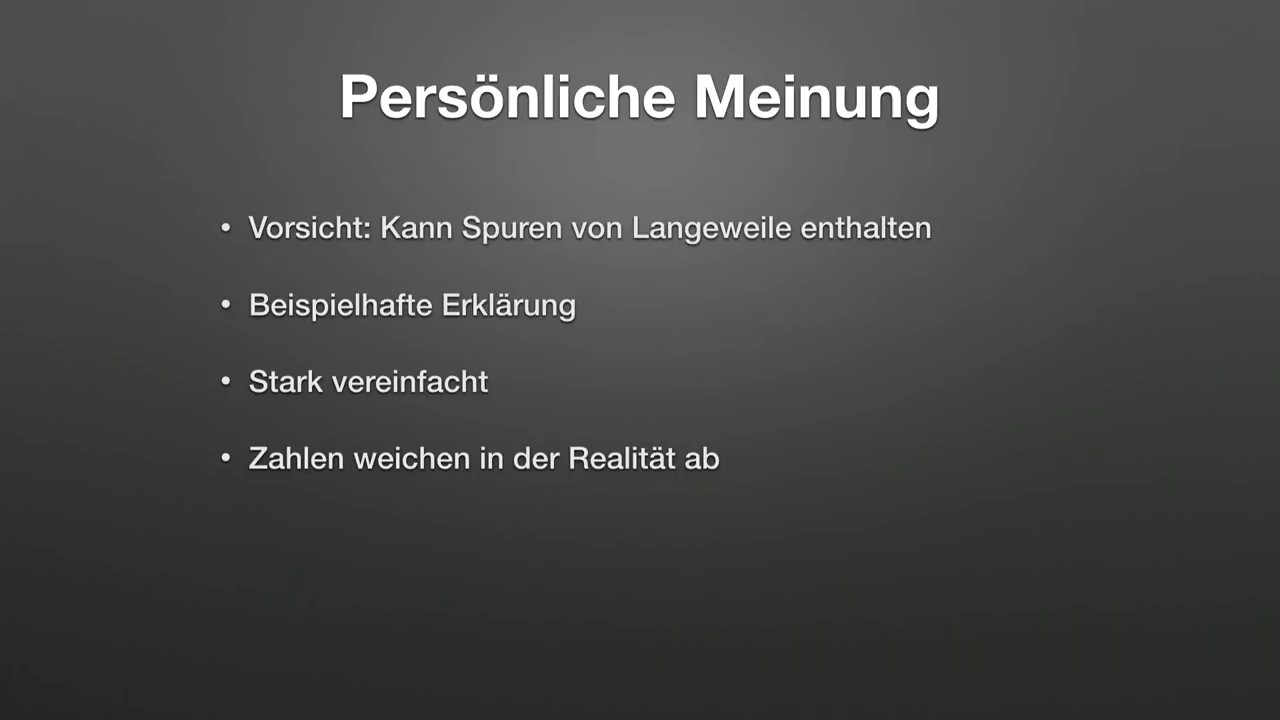 Persönliche Meinung
• Vorsicht: Kann Spuren von Langeweile enthalten
• Beispielhafte Erklärung
• Stark vereinfacht
• Zahlen weichen in der Realität ab